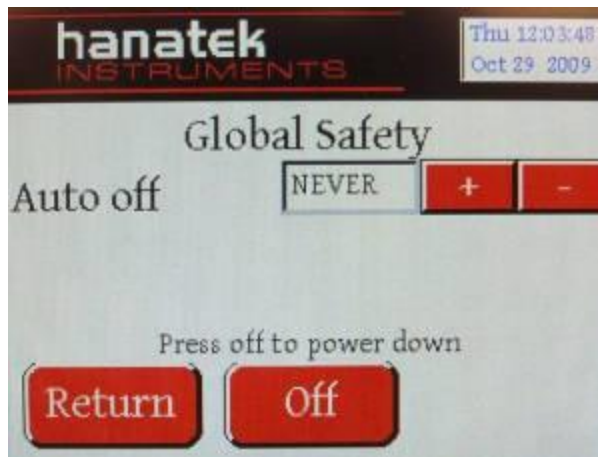 hanatek
INSTRUMENTS
Thu 12:03:48
Oct 29 2009
Global Safety
Auto off NEVER + -
Press off to power down
Return Off